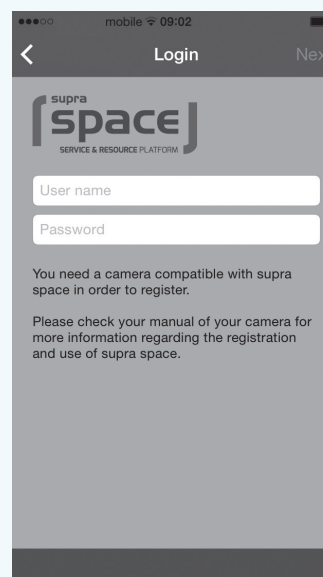 mobile 09:02
Login Nex
supra
space
SERVICE & RESOURCE PLATFORM
User name
Password
You need a camera compatible with supra
space in order to register.
Please check your manual of your camera for
more information regarding the registration
and use of supra space.